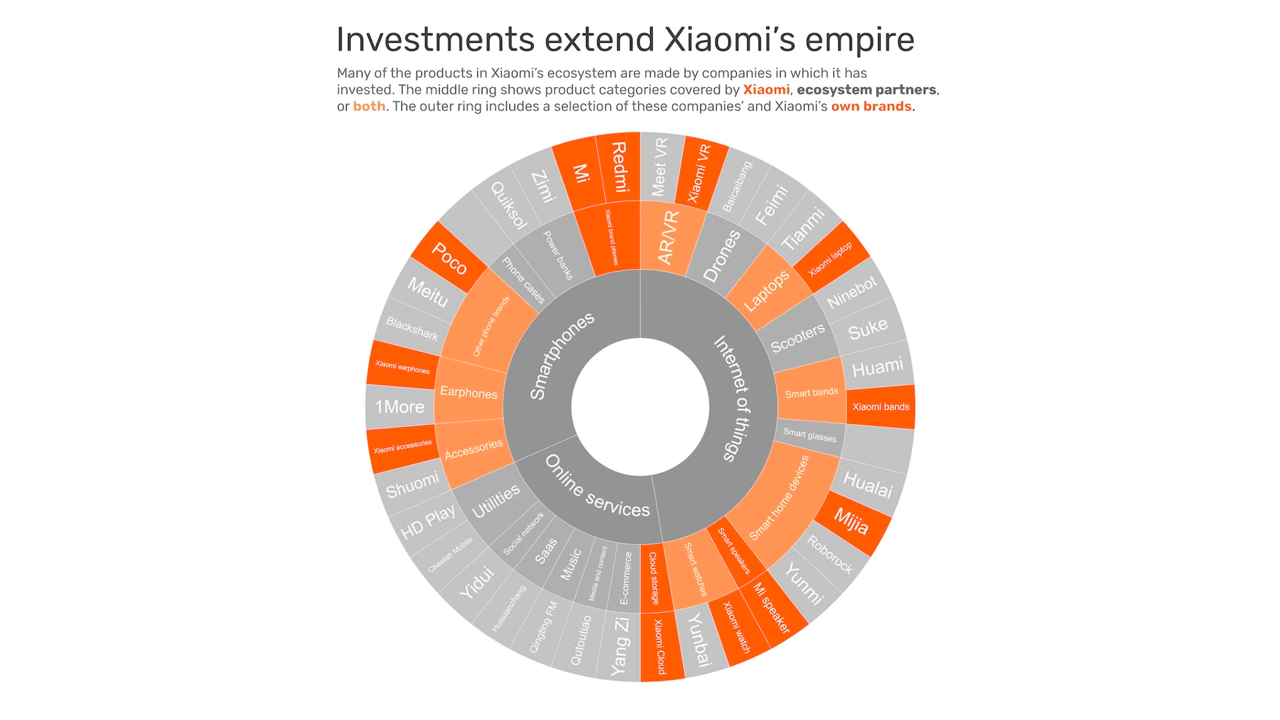 Investments extend Xiaomi’s empire
Many of the products in Xiaomi’s ecosystem are made by companies in which it has
invested. The middle ring shows product categories covered by Xiaomi, ecosystem partners,
or both. The outer ring includes a selection of these companies’ and Xiaomi’s own brands.
Internet of things
Online services
Smartphones
AR/VR
Drones
Laptops
Scooters
Smart bands
Smart glasses
Smart home devices
Smart speakers
Smart watches
Cloud storage
E-commerce
Media and content
Music
Saas
Social network
Utilities
Accessories
Earphones
Other phone brands
Phone cases
Power banks
Xiaomi brand phones
Meet VR
Xiaomi VR
Baicaibang
Feimi
Tianmi
Xiaomi laptop
Ninebot
Suke
Huami
Xiaomi bands
Hualai
Mijia
Roborock
Yunmi
Mi speaker
Xiaomi watch
Yunbai
Xiaomi Cloud
Yang Zi
Qutoutiao
Qingting FM
Huisuanzhang
Yidui
Cheetah Mobile
HD Play
Shuomi
Xiaomi accessories
1More
Xiaomi earphones
Blackshark
Meitu
Poco
Quiksol
Zimi
Mi
Redmi